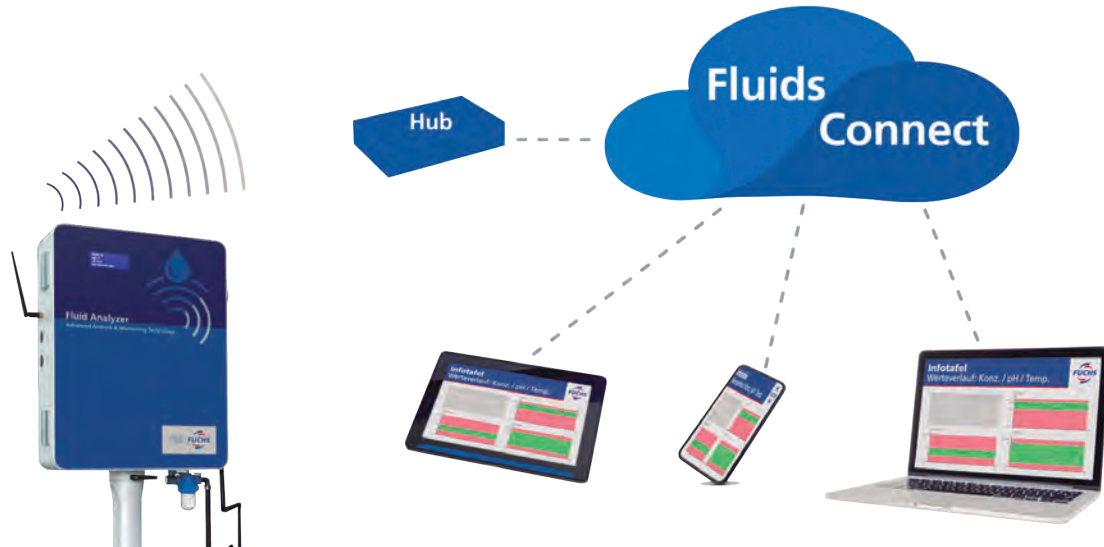 Fluids
Connect
Hub
Fluid Analyzer
FUCHS
Infotafel
Werteverlauf: Konz. / pH / Temp.
FUCHS
Infotafel
Werteverlauf: Konz. / pH / Temp.
FUCHS